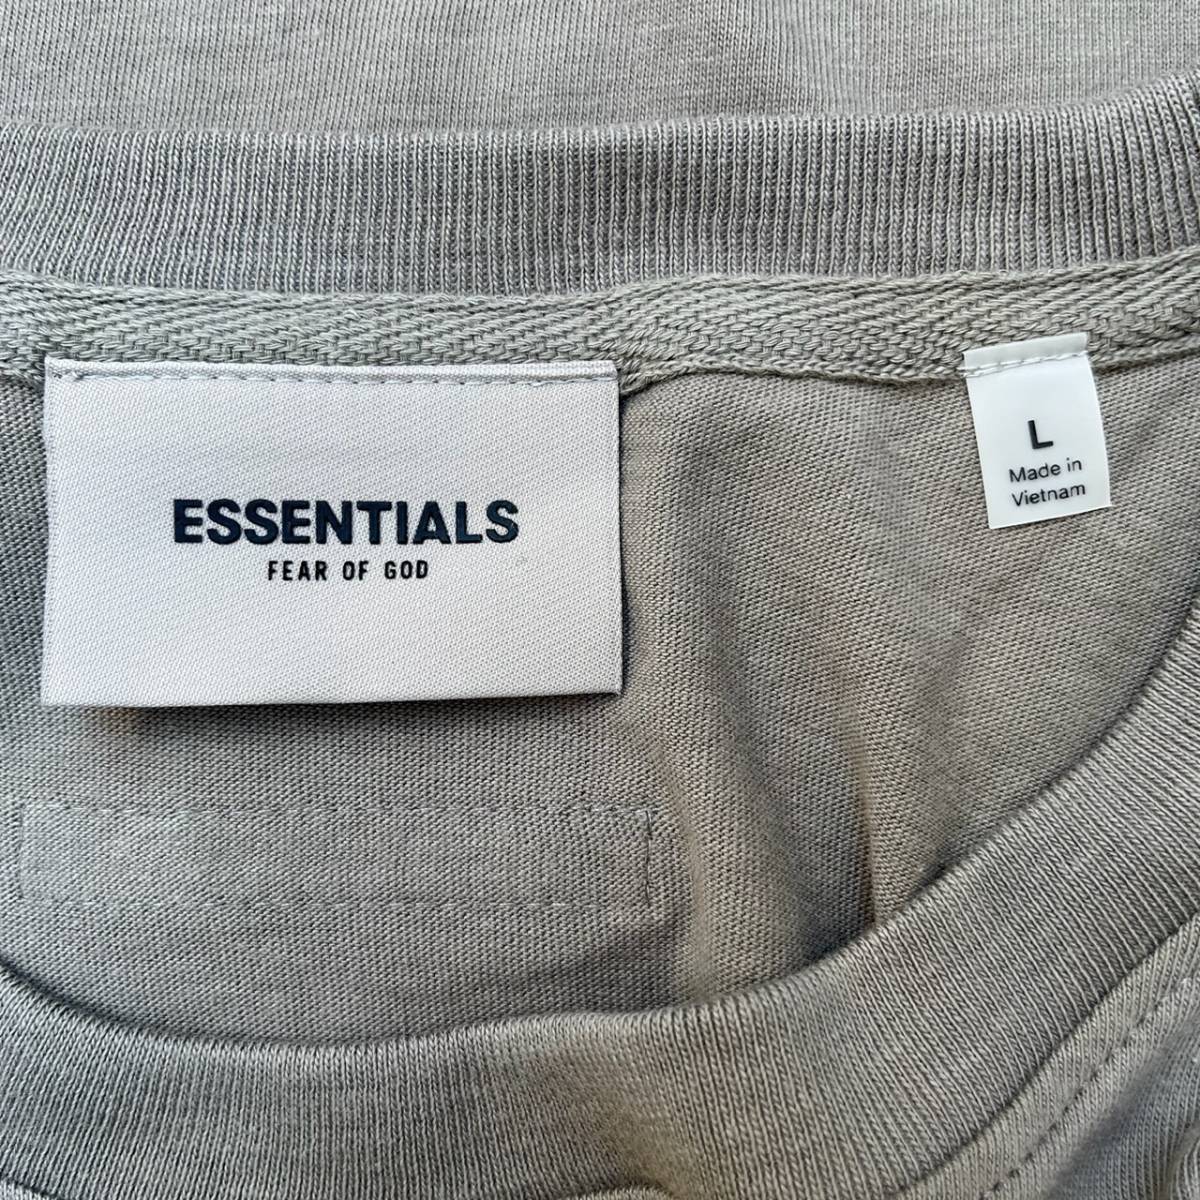 ESSENTIALS
FEAR OF GOD
L
Made in
Vietnam